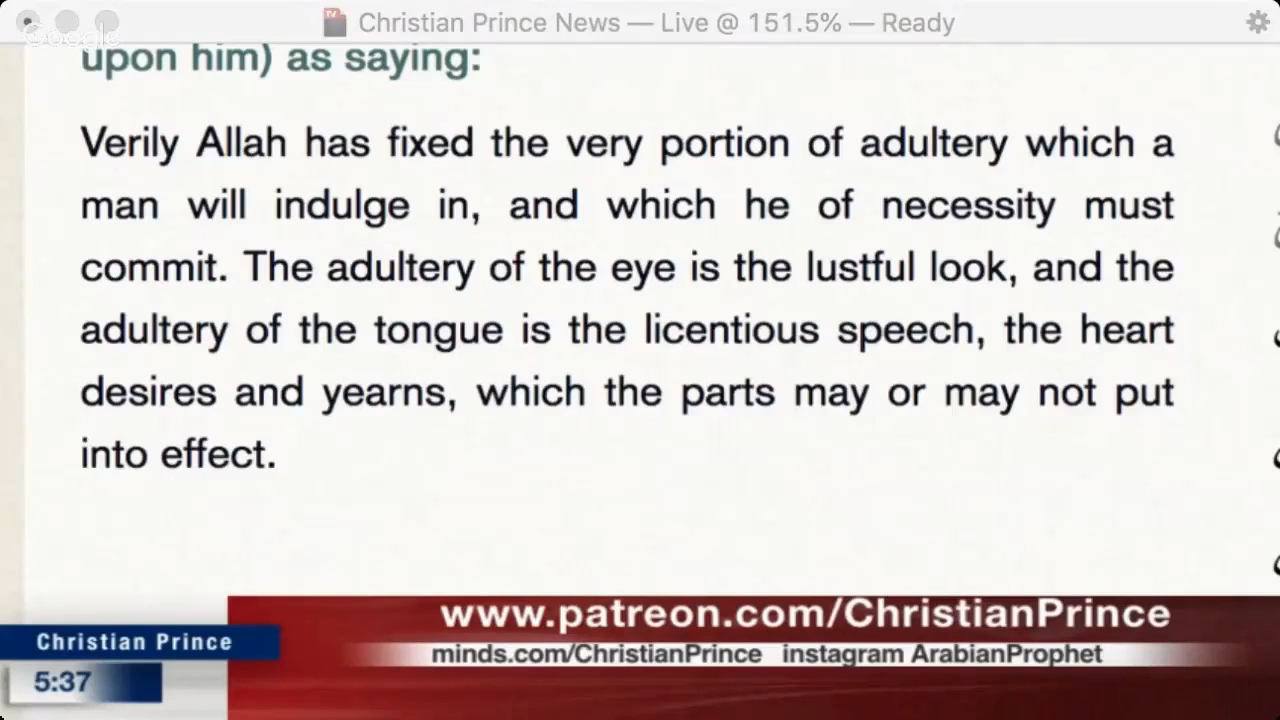 Christian Prince News — Live @ 151.5% — Ready
Google
upon him) as saying:
Verily Allah has fixed the very portion of adultery which a
man will indulge in, and which he of necessity must
commit. The adultery of the eye is the lustful look, and the
adultery of the tongue is the licentious speech, the heart
desires and yearns, which the parts may or may not put
into effect.
www.patreon.com/ChristianPrince
Christian Prince
minds.com/ChristianPrince instagram ArabianProphet
5:37